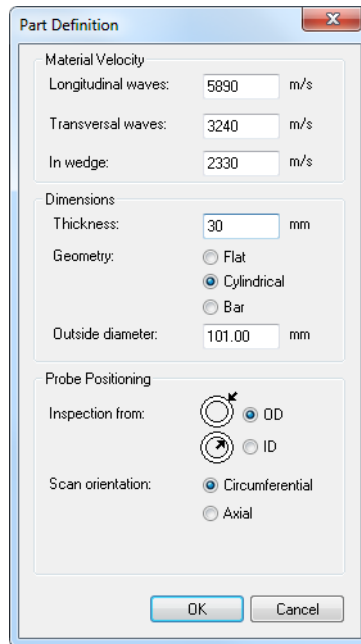 Part Definition
Material Velocity
Longitudinal waves: 5890 m/s
Transversal waves: 3240 m/s
In wedge: 2330 m/s
Dimensions
Thickness: 30 mm
Geometry: Flat
Cylindrical
Bar
Outside diameter: 101.00 mm
Probe Positioning
Inspection from: OD
ID
Scan orientation: Circumferential
Axial
OK Cancel